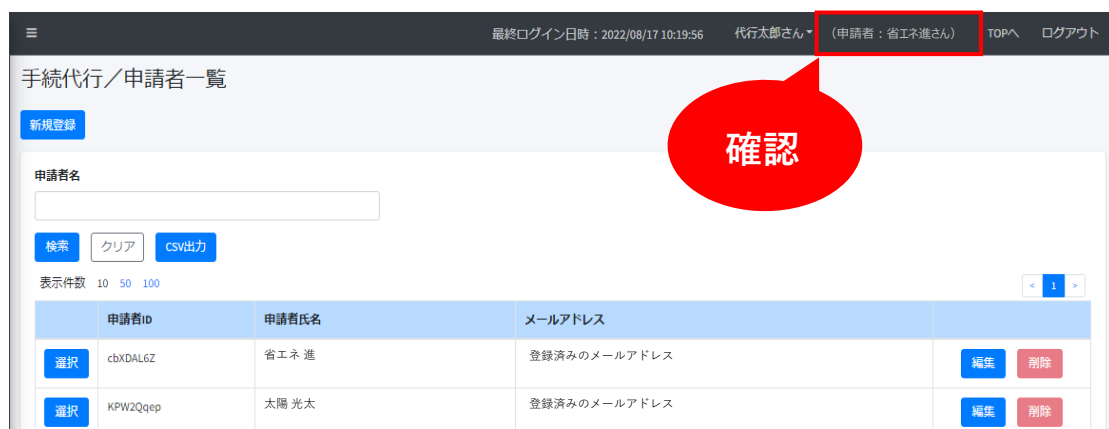 ≡ 最終ログイン日時：2022/08/17 10:19:56 代行太郎さん▾ （申請者：省エネ進さん） TOPへ ログアウト
手続代行／申請者一覧
新規登録
確認
申請者名
検索 クリア CSV出力
表示件数 10 50 100
< 1 >
申請者ID 申請者氏名 メールアドレス
選択 cbXDAL6Z 省エネ 進 登録済みのメールアドレス 編集 削除
選択 KPW2Qqep 太陽 光太 登録済みのメールアドレス 編集 削除